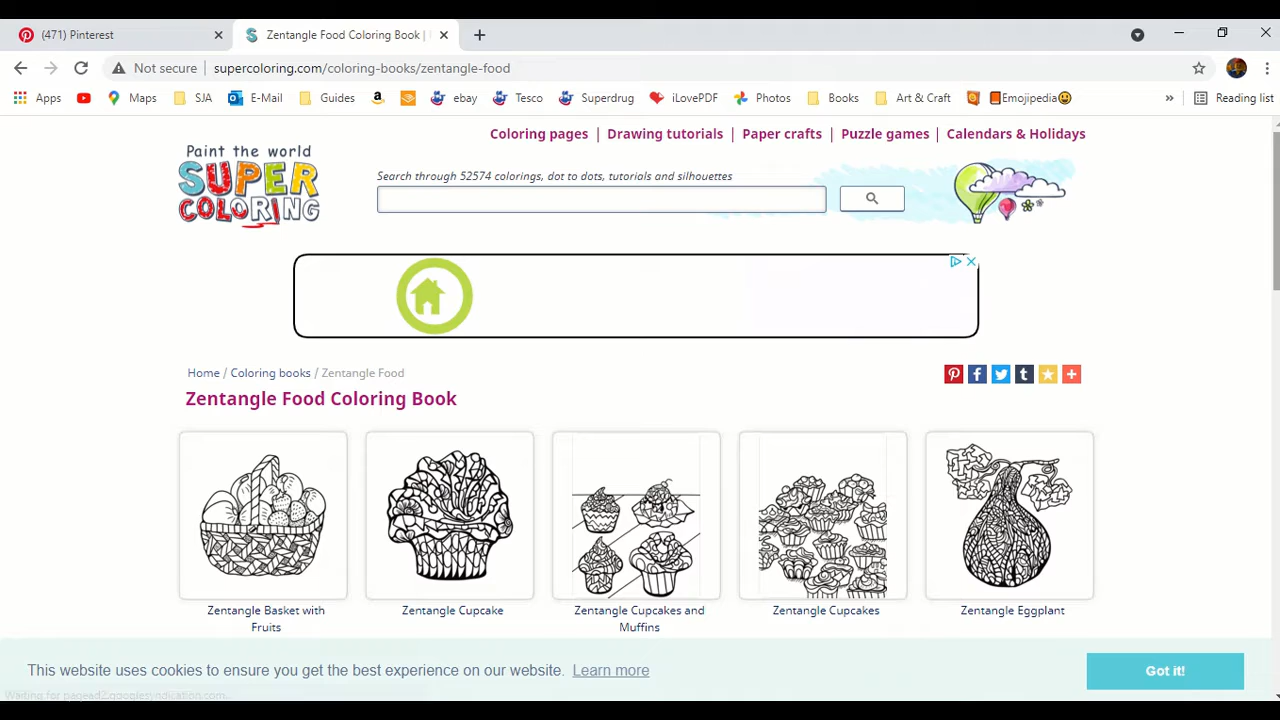 (471) Pinterest
Zentangle Food Coloring Book |
Not secure
supercoloring.com/coloring-books/zentangle-food
Apps
Maps
SJA
E-Mail
Guides
ebay
Tesco
Superdrug
iLovePDF
Photos
Books
Art & Craft
Emojipedia
Reading list
Coloring pages | Drawing tutorials | Paper crafts | Puzzle games | Calendars & Holidays
Paint the world
SUPER
COLORING
Search through 52574 colorings, dot to dots, tutorials and silhouettes
Home / Coloring books / Zentangle Food
Zentangle Food Coloring Book
Zentangle Basket with
Fruits
Zentangle Cupcake
Zentangle Cupcakes and
Muffins
Zentangle Cupcakes
Zentangle Eggplant
This website uses cookies to ensure you get the best experience on our website. Learn more
Got it!
Waiting for pagead2.googlesyndication.com...